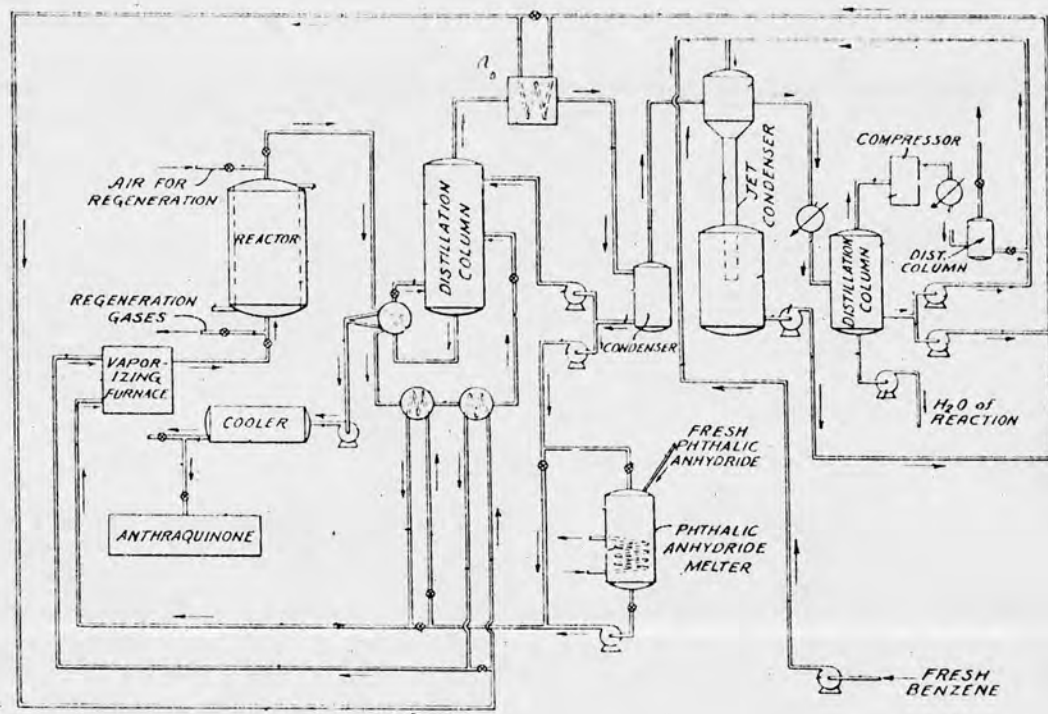 AIR FOR
REGENERATION
REACTOR
REGENERATION
GASES
VAPOR-
IZING
FURNACE
COOLER
ANTHRAQUINONE
DISTILLATION
COLUMN
CONDENSER
JET
CONDENSER
COMPRESSOR
DIST.
COLUMN
DISTILLATION
COLUMN
H₂O of
REACTION
FRESH
PHTHALIC
ANHYDRIDE
PHTHALIC
ANHYDRIDE
MELTER
FRESH
BENZENE